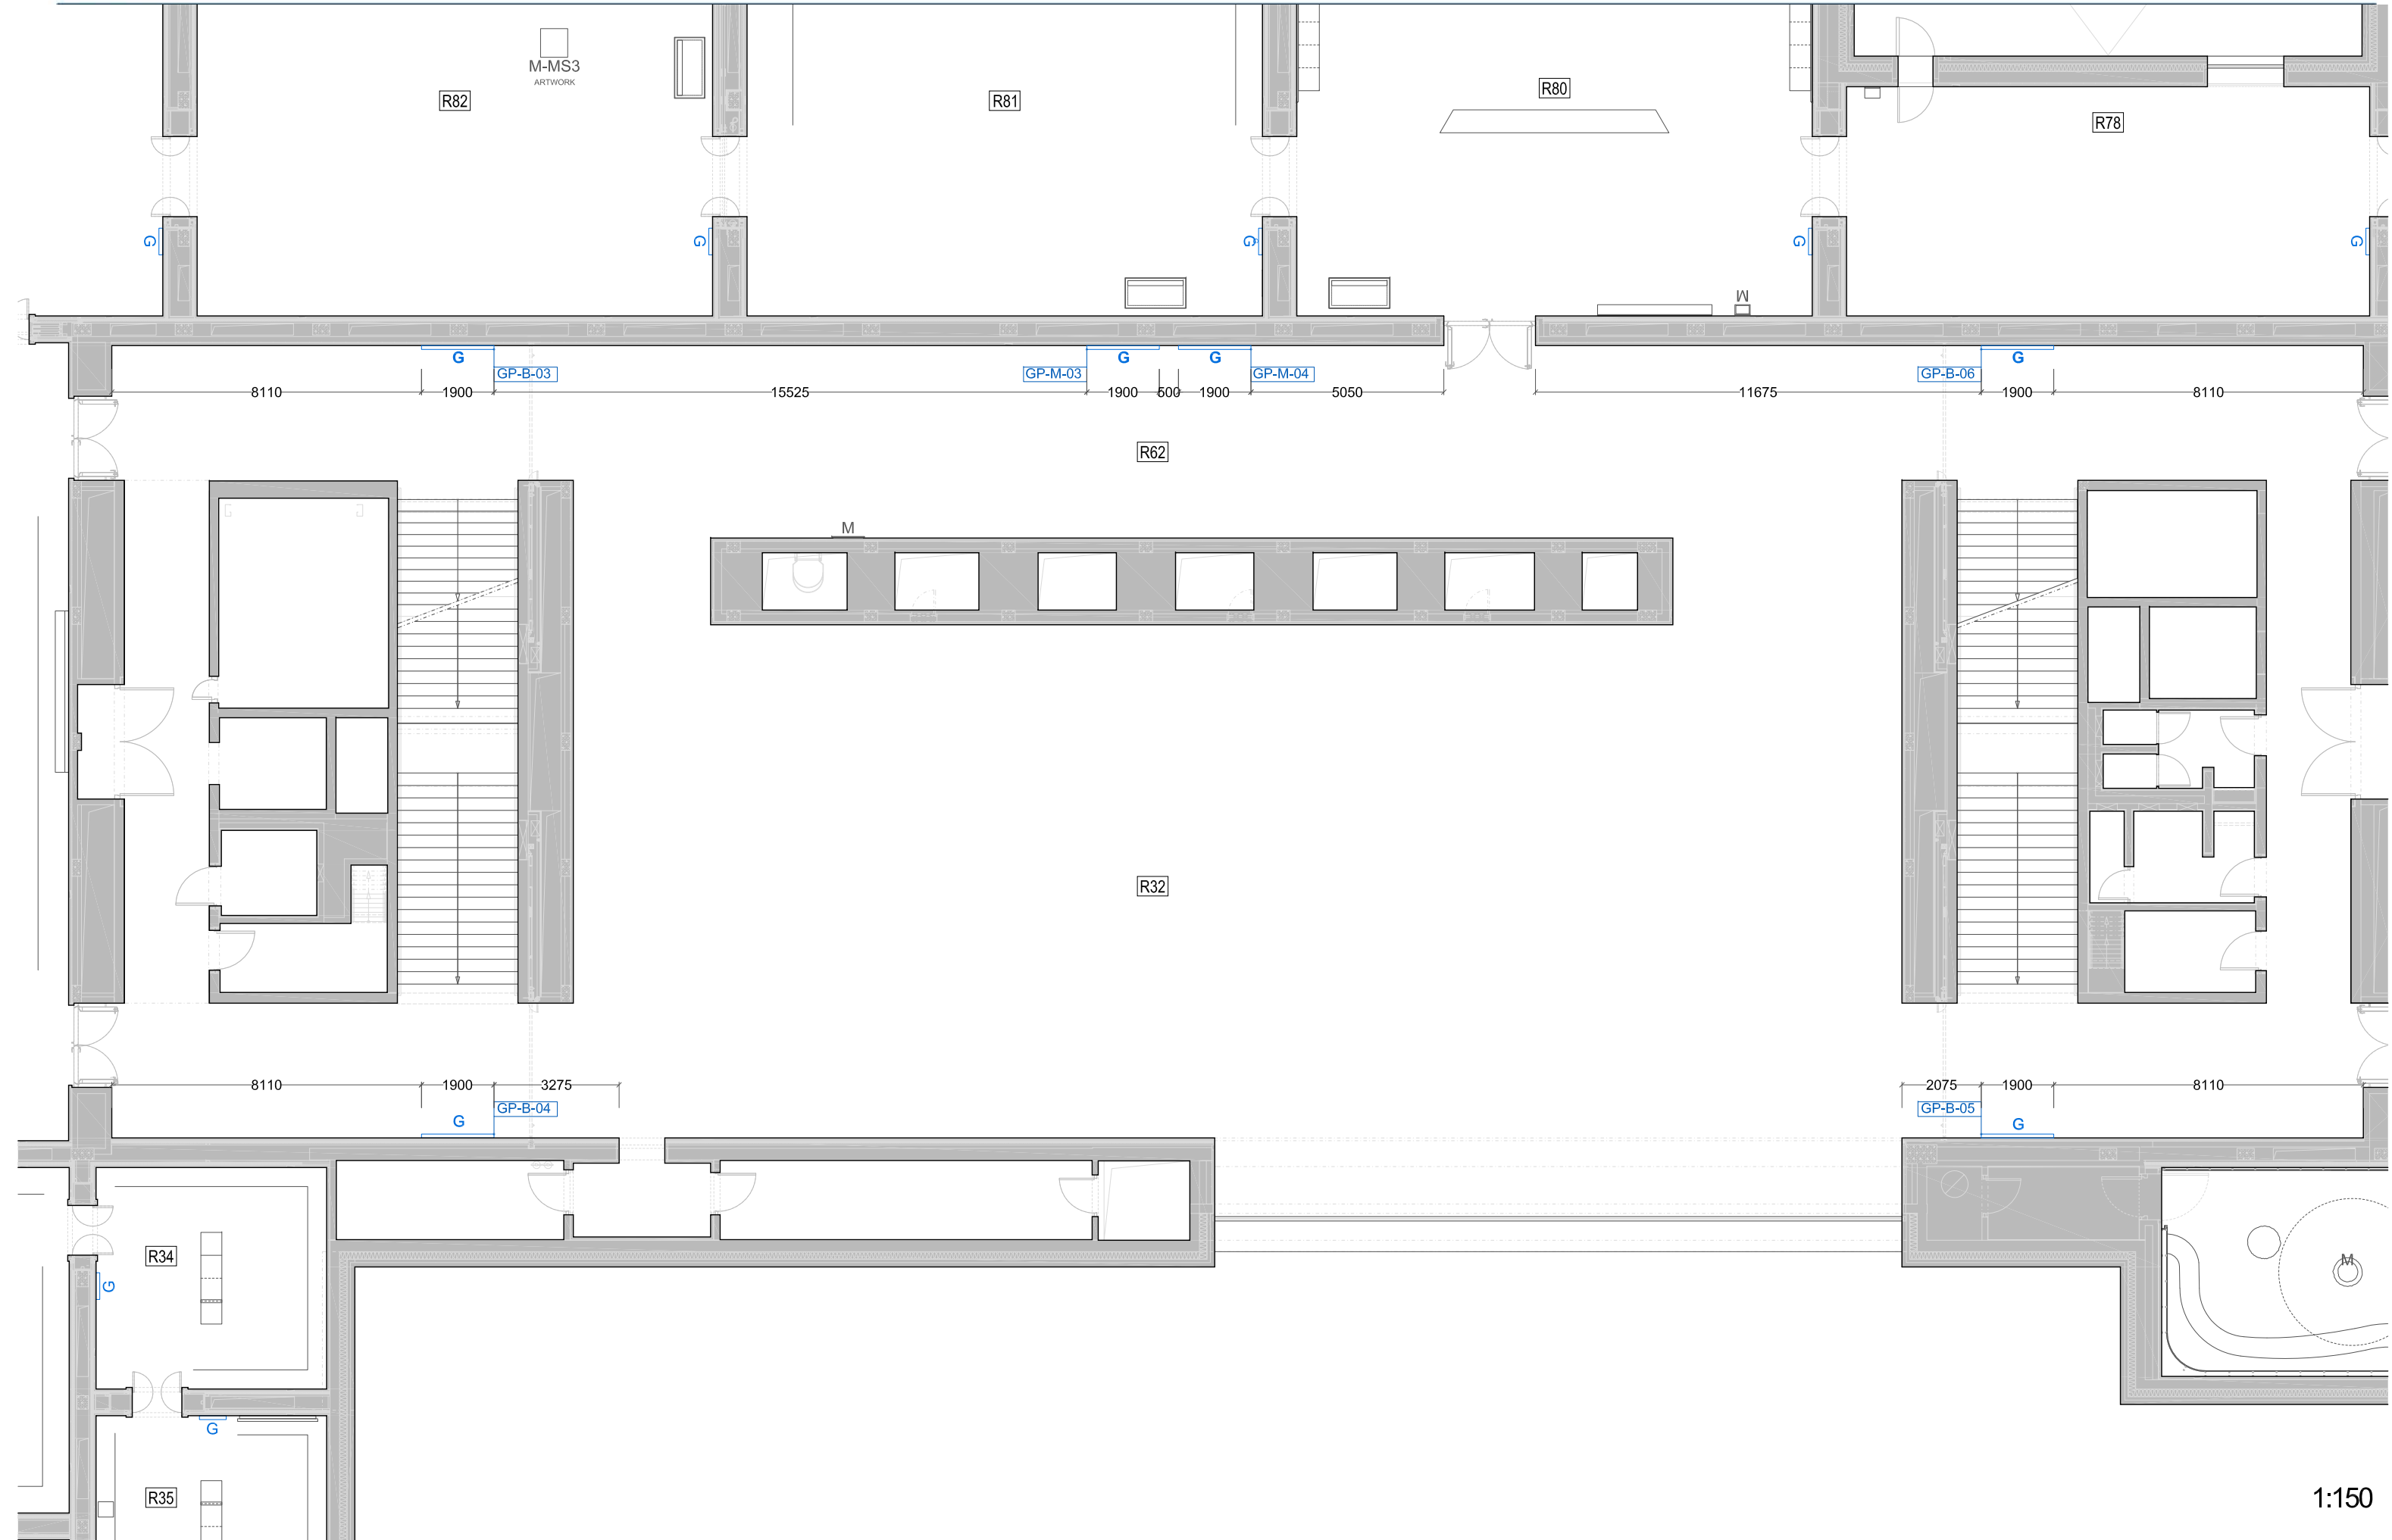 M-MS3
ARTWORK
R82
R81
R80
R78
G
G
G
G
G
M
G
G
G
G
GP-B-03
GP-M-03
GP-M-04
GP-B-06
8110
1900
15525
1900
500
1900
5050
11675
1900
8110
R62
M
R32
8110
1900
3275
2075
1900
8110
GP-B-04
GP-B-05
G
G
R34
M
G
G
R35
1:150